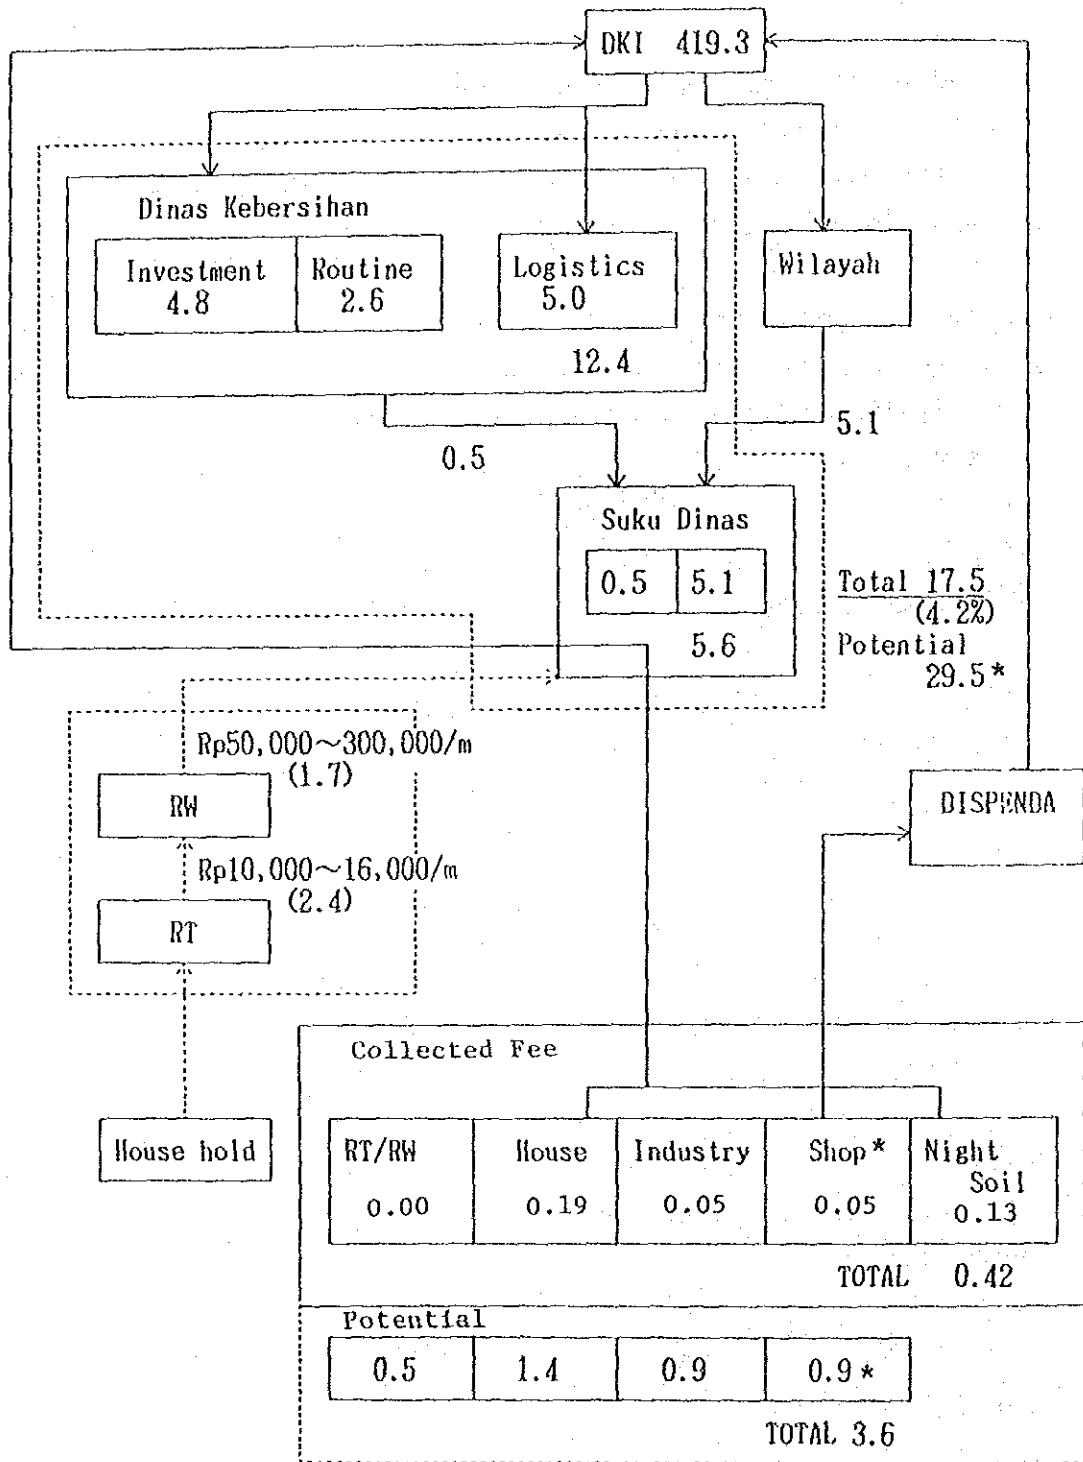 DKI 419.3
Dinas Kebersihan
Investment
4.8
Routine
2.6
Logistics
5.0
12.4
Wilayah
0.5
5.1
Suku Dinas
0.5
5.1
5.6
Total 17.5
(4.2%)
Potential
29.5*
Rp50,000~300,000/m
(1.7)
RW
Rp10,000~16,000/m
(2.4)
RT
House hold
DISPENDA
Collected Fee
RT/RW
0.00
House
0.19
Industry
0.05
Shop*
0.05
Night
Soil
0.13
TOTAL 0.42
Potential
0.5
1.4
0.9
0.9*
TOTAL 3.6